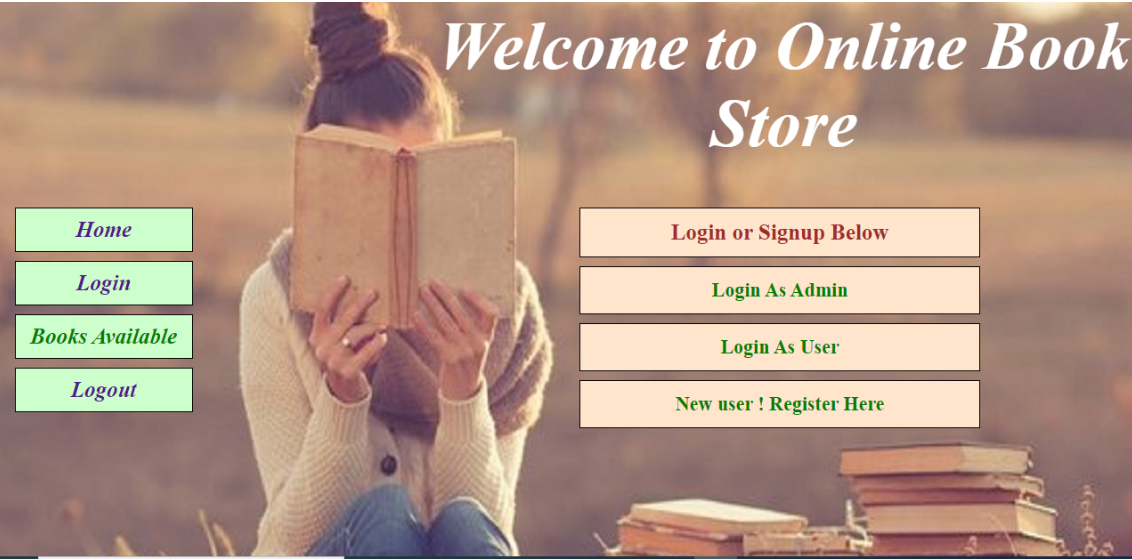 Welcome to Online Book
Store
Home
Login
Books Available
Logout
Login or Signup Below
Login As Admin
Login As User
New user ! Register Here